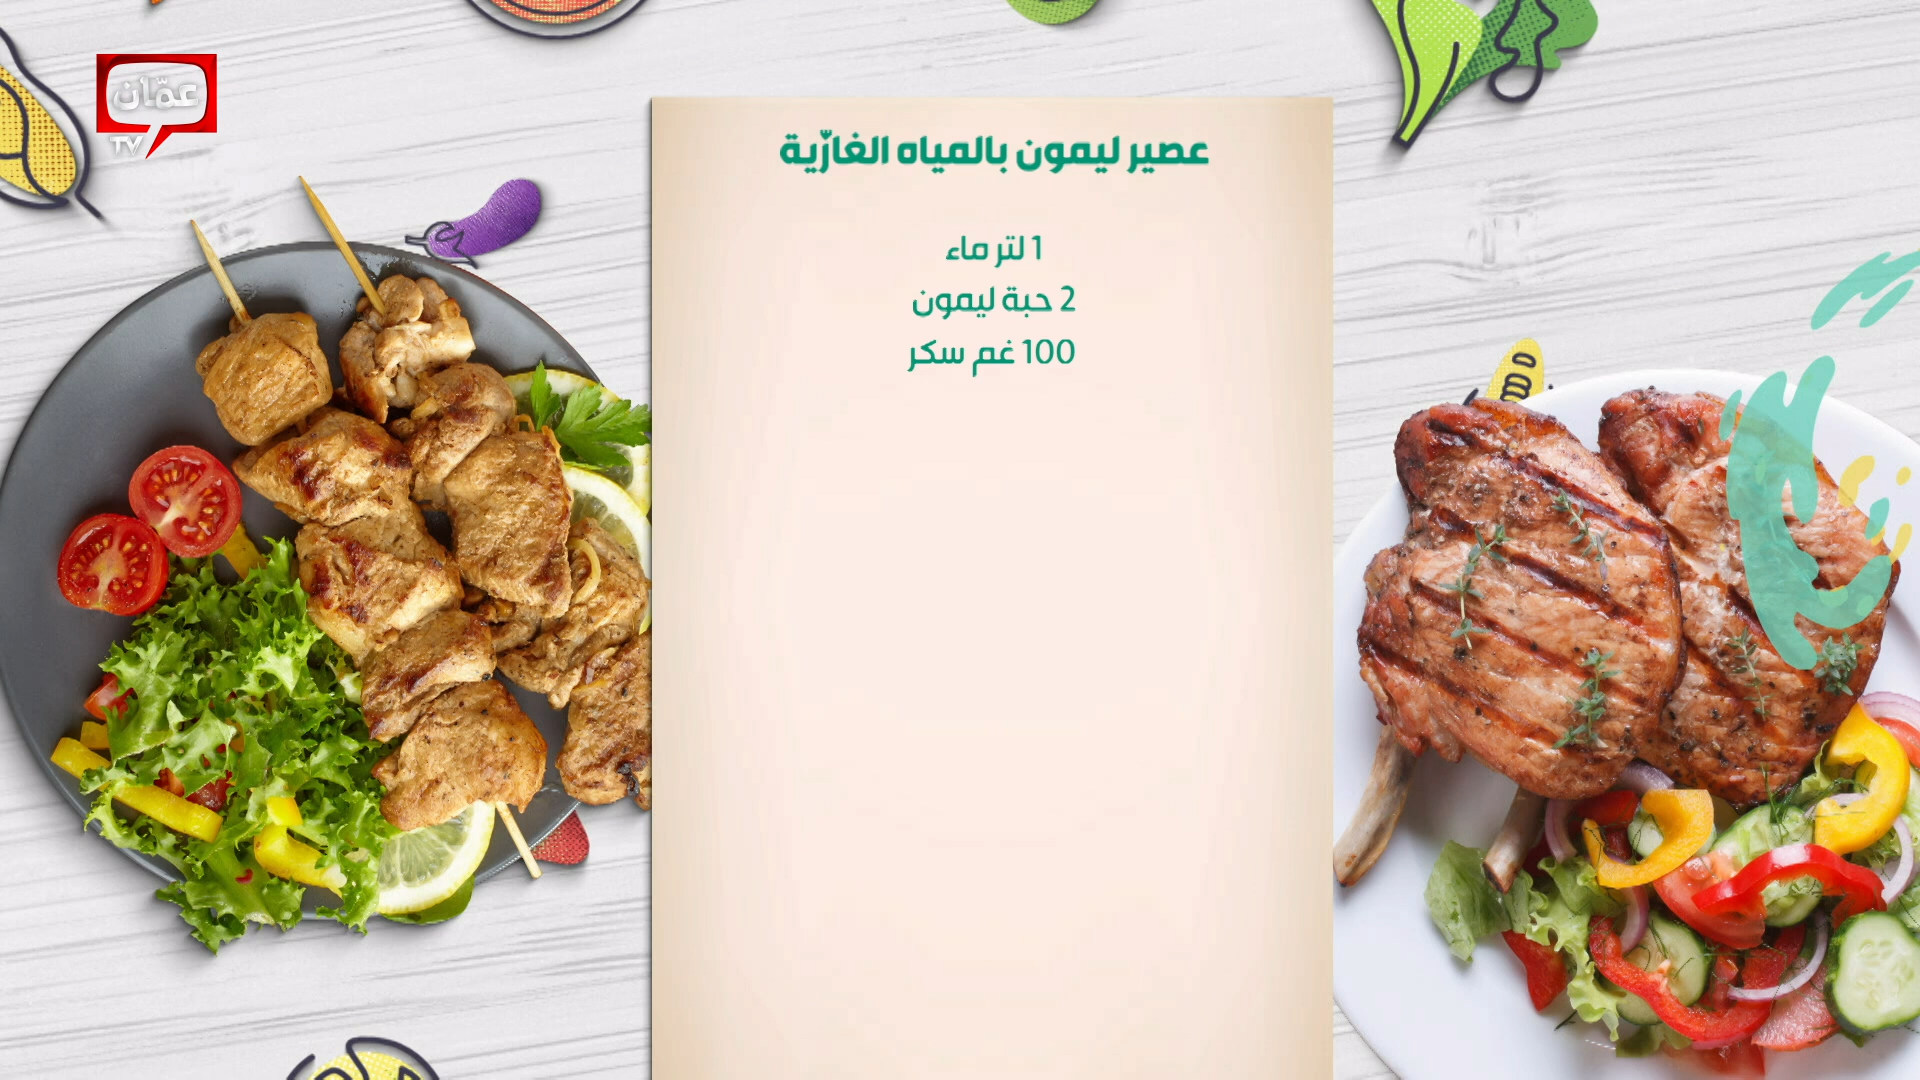 عمّان
TV
عصير ليمون بالمياه الغازّية
1 لتر ماء
2 حبة ليمون
100 غم سكر